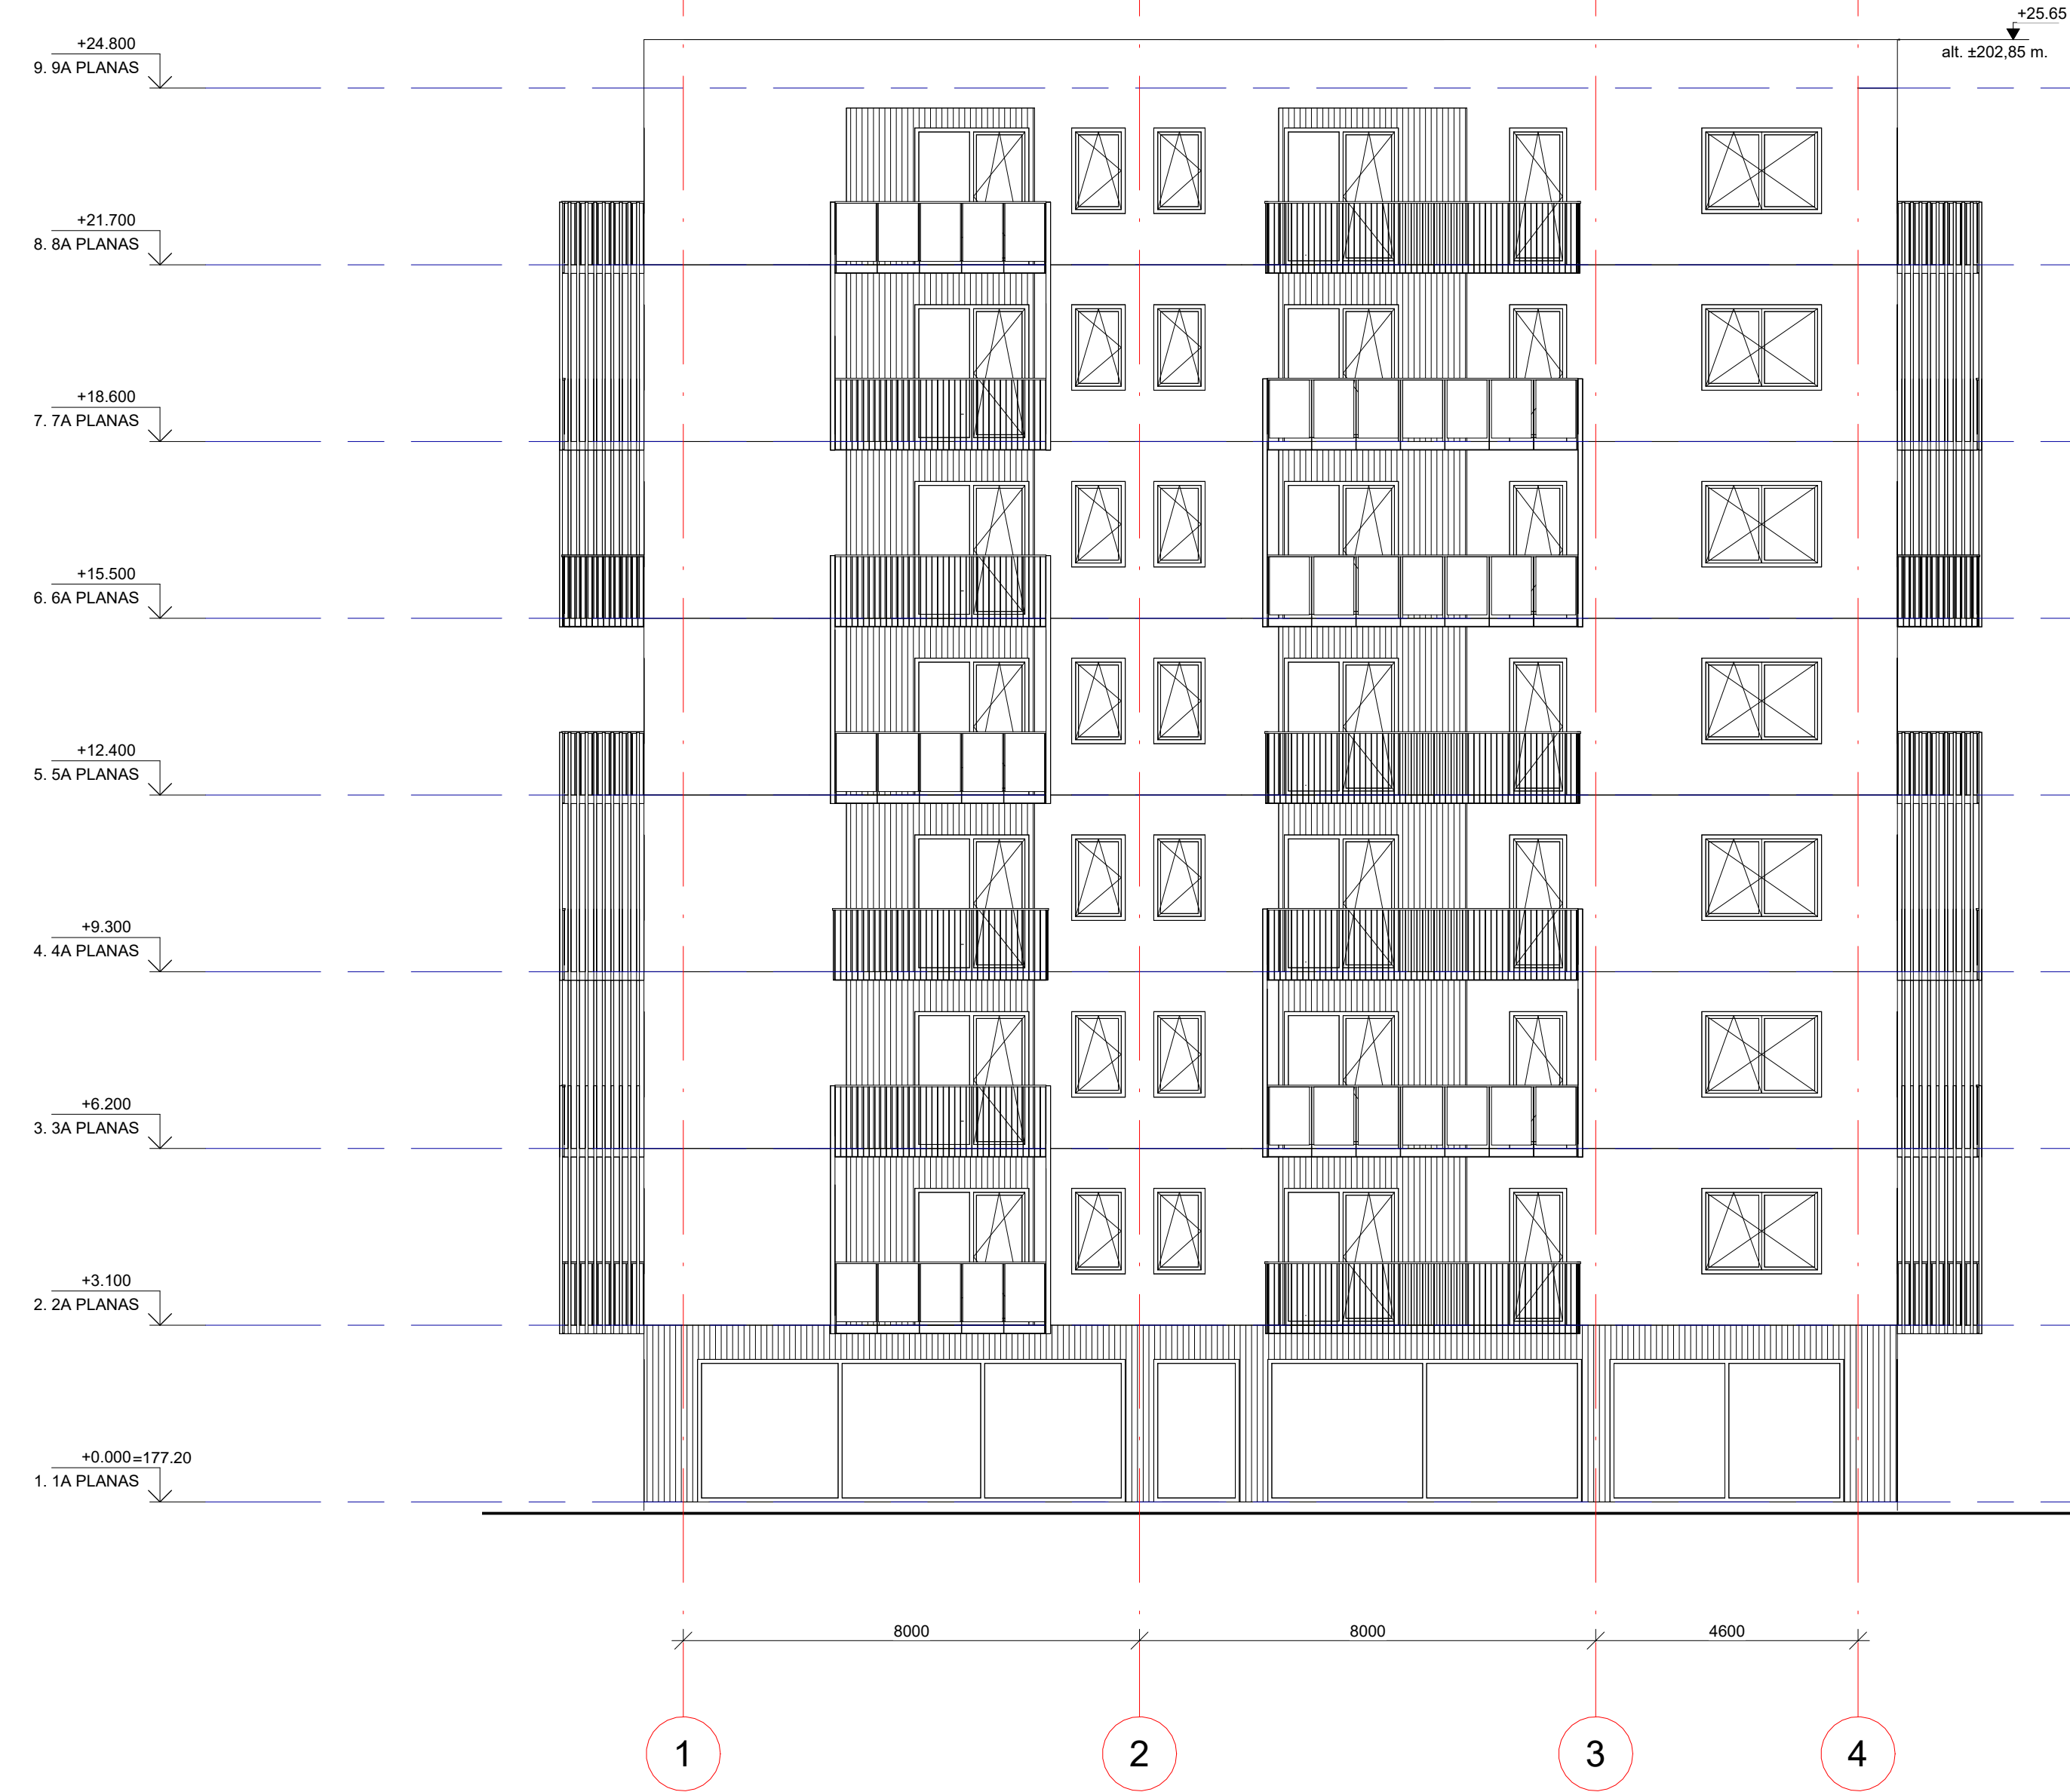 +25.65
alt. ±202,85 m.
+24.800
9. 9A PLANAS
+21.700
8. 8A PLANAS
+18.600
7. 7A PLANAS
+15.500
6. 6A PLANAS
+12.400
5. 5A PLANAS
+9.300
4. 4A PLANAS
+6.200
3. 3A PLANAS
+3.100
2. 2A PLANAS
+0.000=177.20
1. 1A PLANAS
8000 8000 4600
1 2 3 4